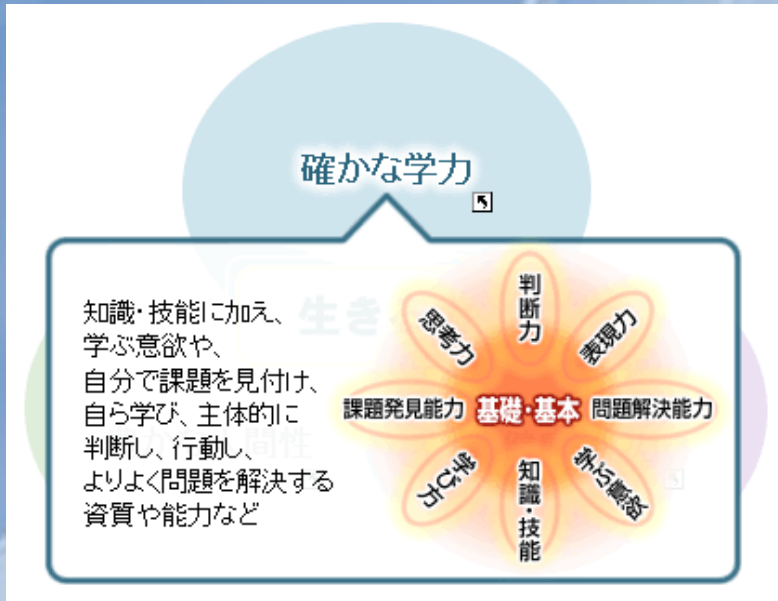 確かな学力
知識・技能に加え、
学ぶ意欲や、
自分で課題を見付け、
自ら学び、主体的に
判断し、行動し、
よりよく問題を解決する
資質や能力など
判断力
思考力
表現力
課題発見能力
基礎・基本
問題解決能力
学び方
知識・技能
学ぶ意欲
生き
間性